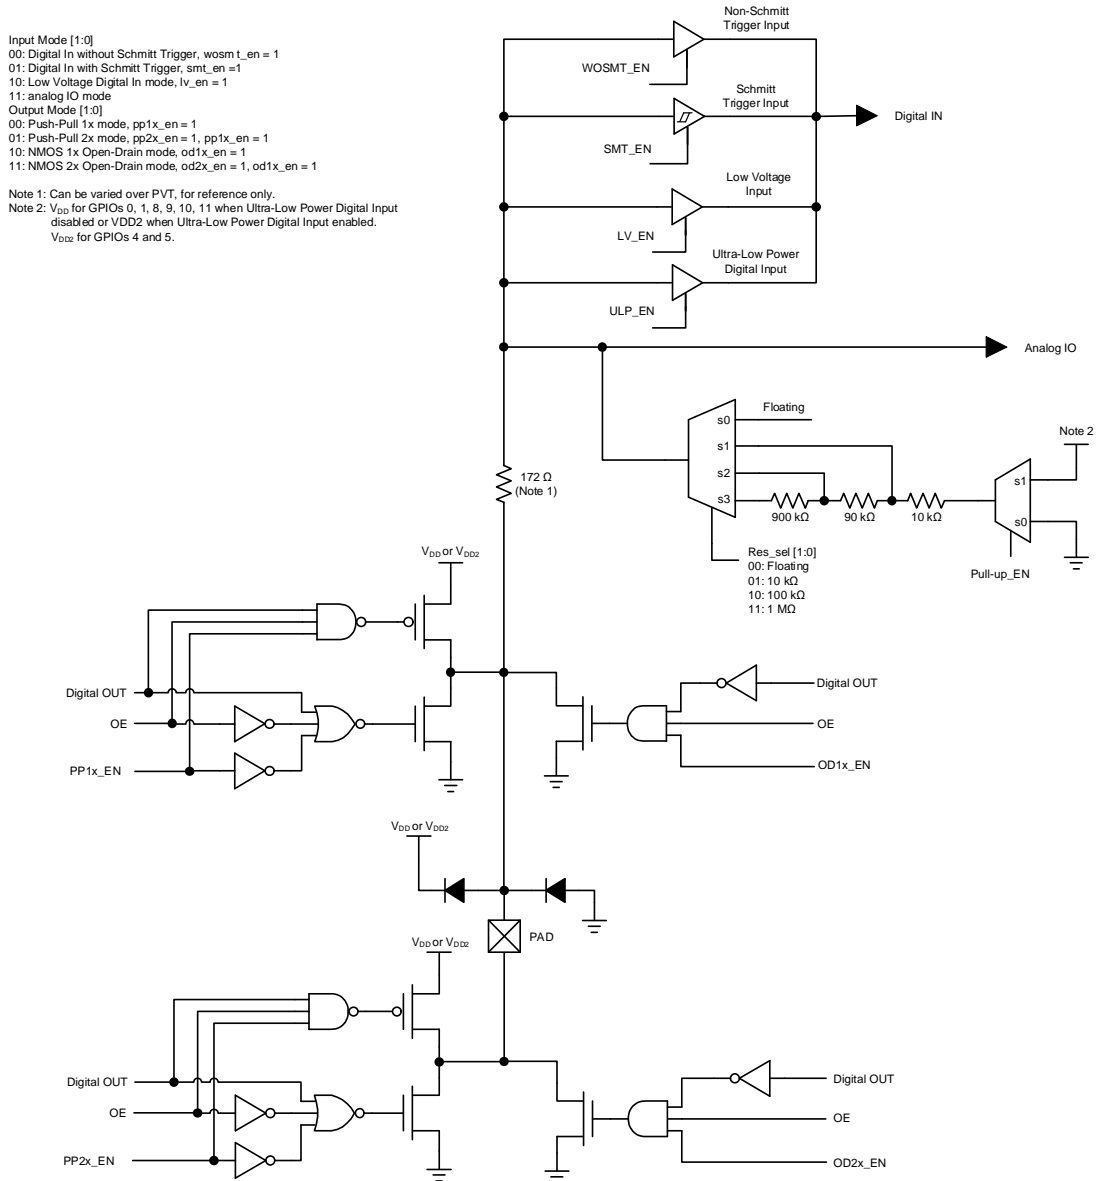 Input Mode [1:0]
00: Digital In without Schmitt Trigger, wosm t_en = 1
01: Digital In with Schmitt Trigger, smt_en =1
10: Low Voltage Digital In mode, lv_en = 1
11: analog IO mode
Output Mode [1:0]
00: Push-Pull 1x mode, pp1x_en = 1
01: Push-Pull 2x mode, pp2x_en = 1, pp1x_en = 1
10: NMOS 1x Open-Drain mode, od1x_en = 1
11: NMOS 2x Open-Drain mode, od2x_en = 1, od1x_en = 1
Note 1: Can be varied over PVT, for reference only.
Note 2: VDD for GPIOs 0, 1, 8, 9, 10, 11 when Ultra-Low Power Digital Input
disabled or VDD2 when Ultra-Low Power Digital Input enabled.
VDD2 for GPIOs 4 and 5.
Non-Schmitt
Trigger Input
WOSMT_EN
Schmitt
Trigger Input
Digital IN
SMT_EN
Low Voltage
Input
LV_EN
Ultra-Low Power
Digital Input
ULP_EN
Analog IO
Floating
s0
s1
s2
s3
900 kΩ
90 kΩ
10 kΩ
Note 2
s1
s0
Pull-up_EN
Res_sel [1:0]
00: Floating
01: 10 kΩ
10: 100 kΩ
11: 1 MΩ
172 Ω
(Note 1)
VDD or VDD2
Digital OUT
OE
PP1x_EN
Digital OUT
OE
OD1x_EN
VDD or VDD2
PAD
VDD or VDD2
Digital OUT
OE
PP2x_EN
Digital OUT
OE
OD2x_EN